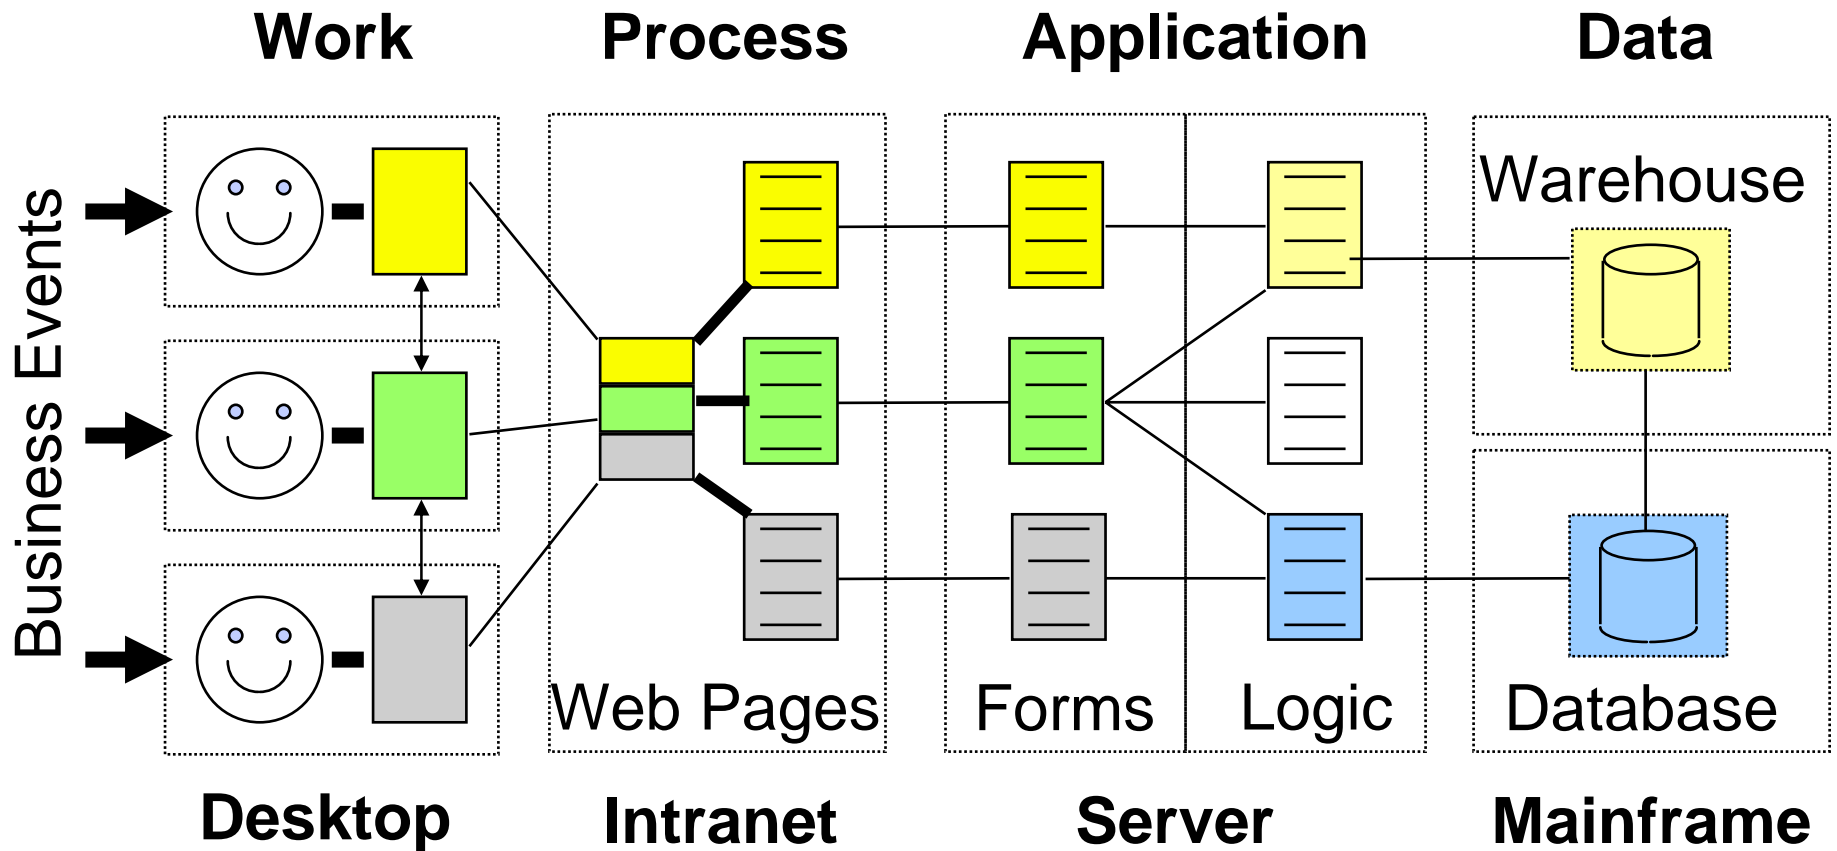 Work
Process
Application
Data
Business Events
Warehouse
Web Pages
Forms
Logic
Database
Desktop
Intranet
Server
Mainframe